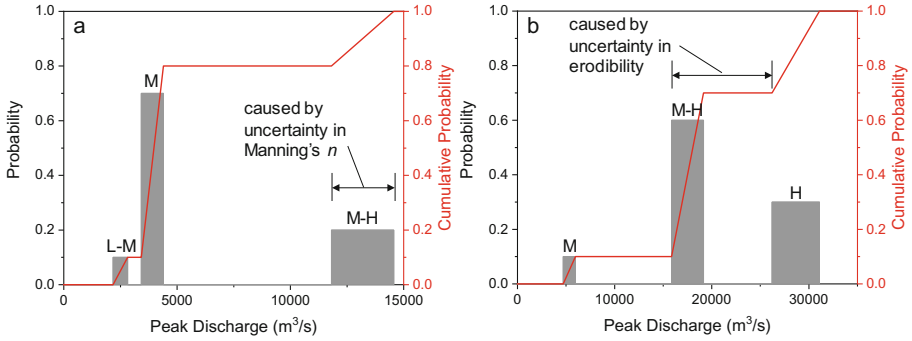 a
Probability
1.0
0.8
0.6
0.4
0.2
0.0
L-M
M
M-H
caused by
uncertainty in
Manning's n
1.0
0.8
0.6
0.4
0.2
0.0
Cumulative Probability
0
5000
10000
15000
Peak Discharge (m³/s)
b
Probability
1.0
0.8
0.6
0.4
0.2
0.0
caused by
uncertainty in
erodibility
M
M-H
H
1.0
0.8
0.6
0.4
0.2
0.0
Cumulative Probability
0
10000
20000
30000
Peak Discharge (m³/s)